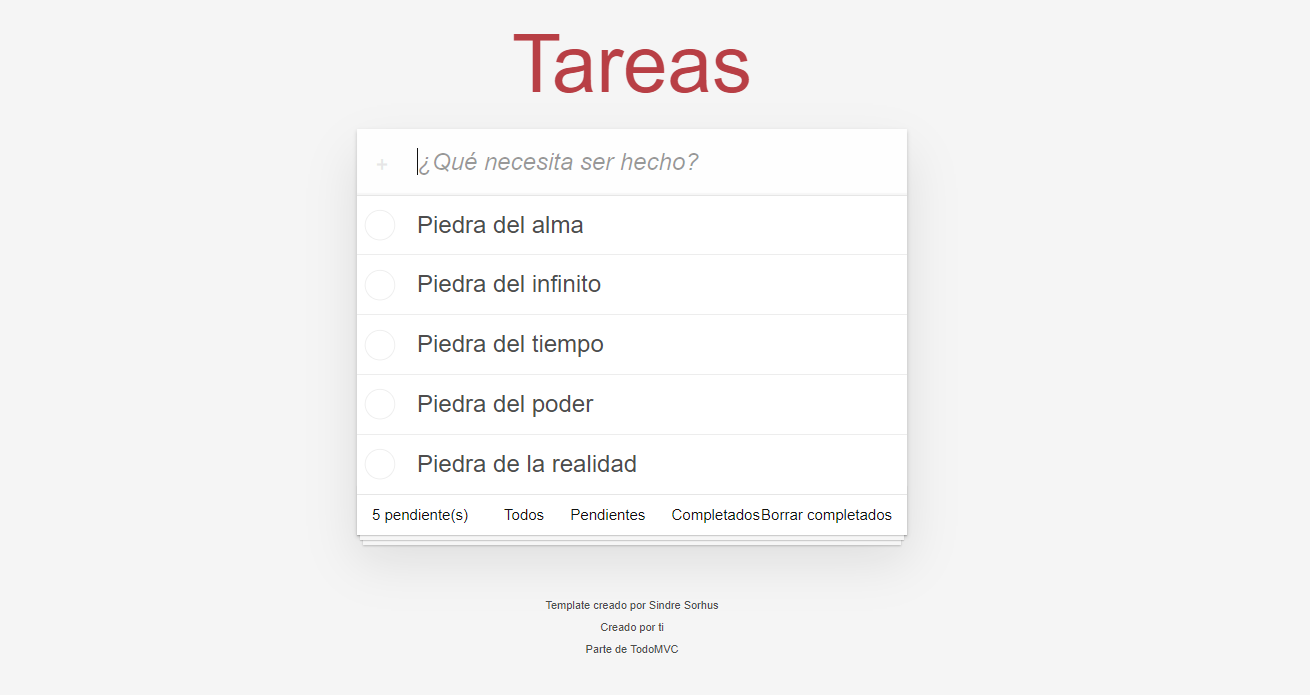 Tareas
+ ¿Qué necesita ser hecho?
Piedra del alma
Piedra del infinito
Piedra del tiempo
Piedra del poder
Piedra de la realidad
5 pendiente(s) Todos Pendientes Completados Borrar completados
Template creado por Sindre Sorhus
Creado por ti
Parte de TodoMVC